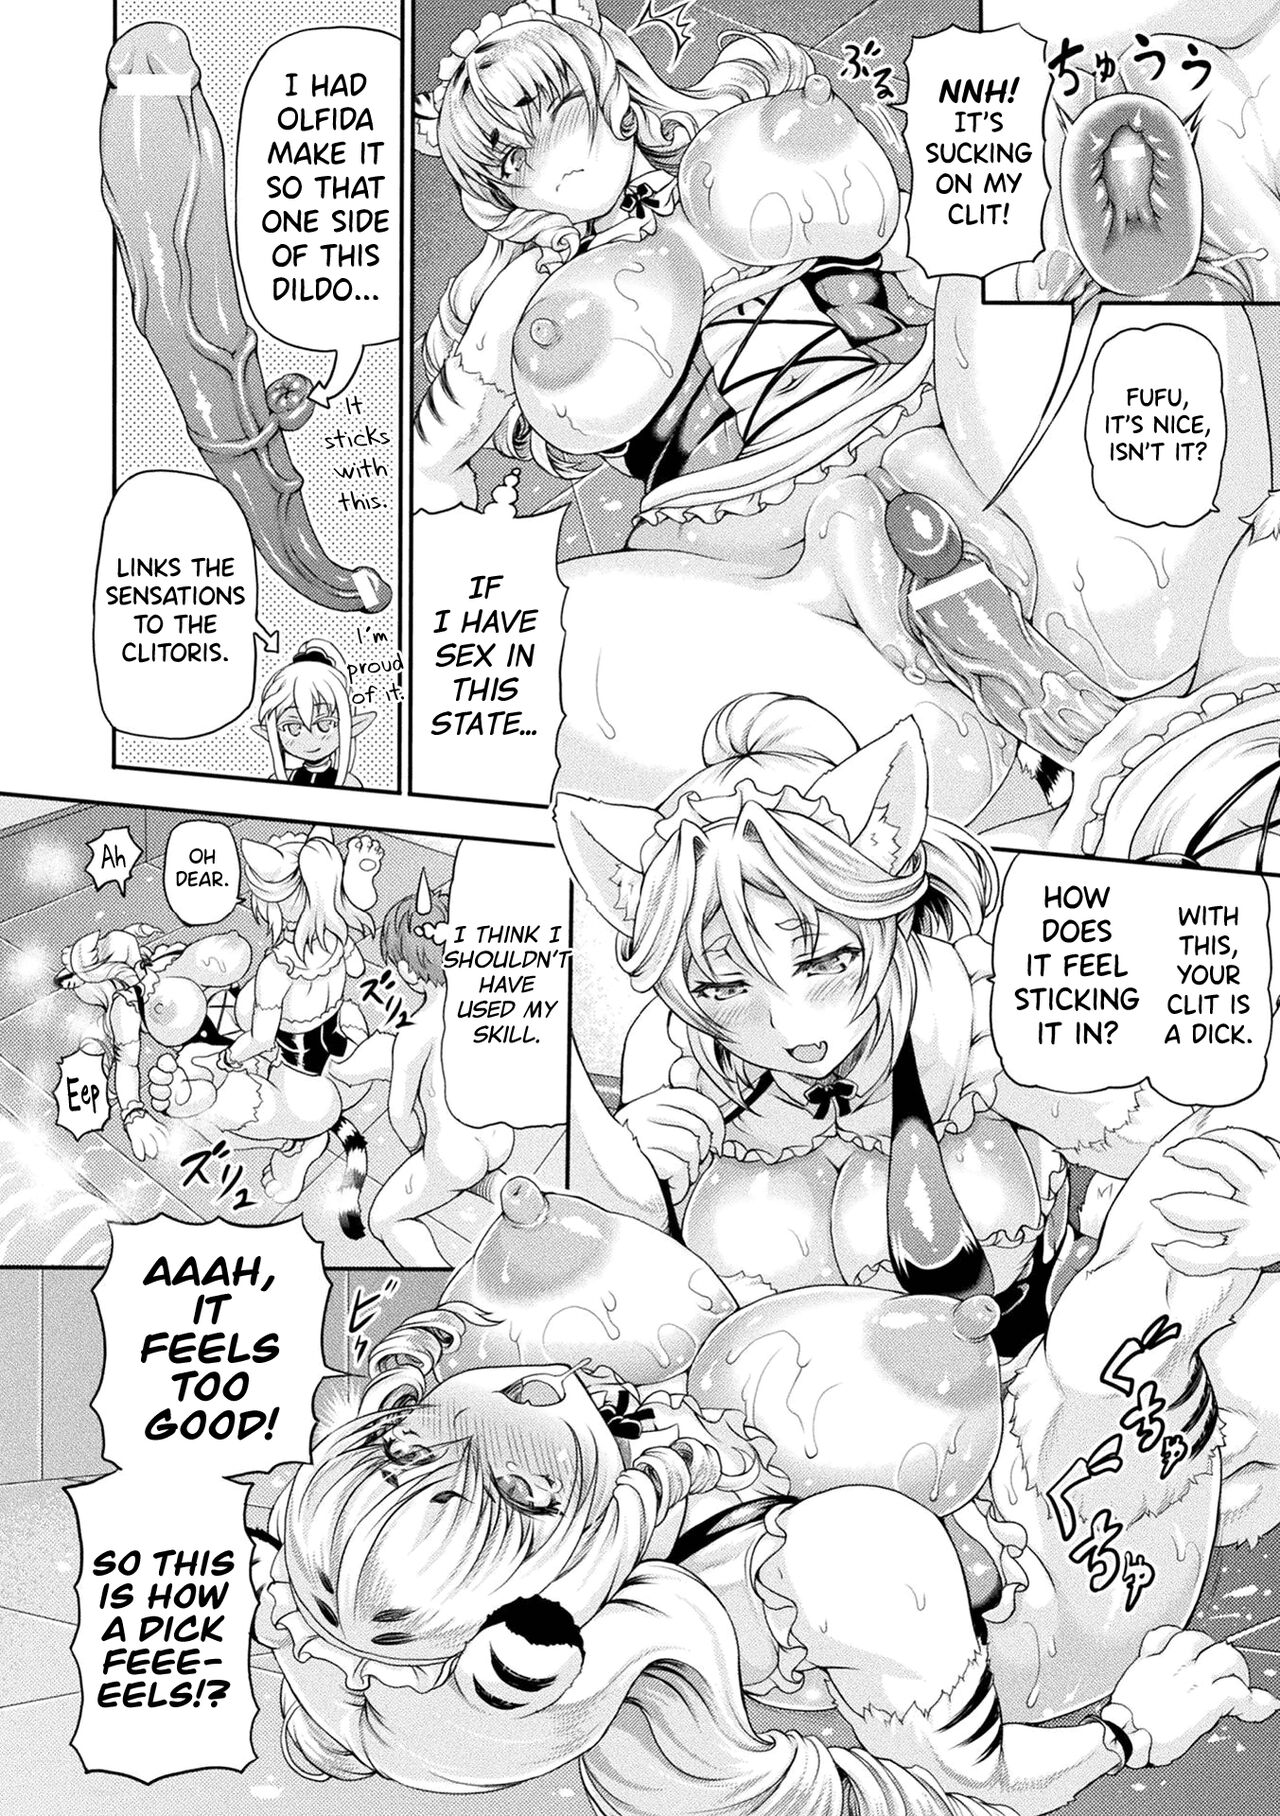 ちゅうぅ
NNH!
IT'S
SUCKING
ON MY
CLIT!
ぶる
FUFU,
IT'S NICE,
ISN'T IT?
IF
I HAVE
SEX IN
THIS
STATE...
I HAD
OLFIDA
MAKE IT
SO THAT
ONE SIDE
OF THIS
DILDO...
It
sticks
with
this.
LINKS THE
SENSATIONS
TO THE
CLITORIS.
I'm
proud
of it.
WITH
THIS,
YOUR
CLIT IS
A DICK.
HOW
DOES
IT FEEL
STICKING
IT IN?
I THINK I
SHOULDN'T
HAVE
USED MY
SKILL.
OH
DEAR.
Ah
Eep
ズリュ
ズリュ
ぐちゅ
ぐちゅ
ビ
AAAH,
IT
FEELS
TOO
GOOD!
SO THIS
IS HOW
A DICK
FEEE-
EELS!?